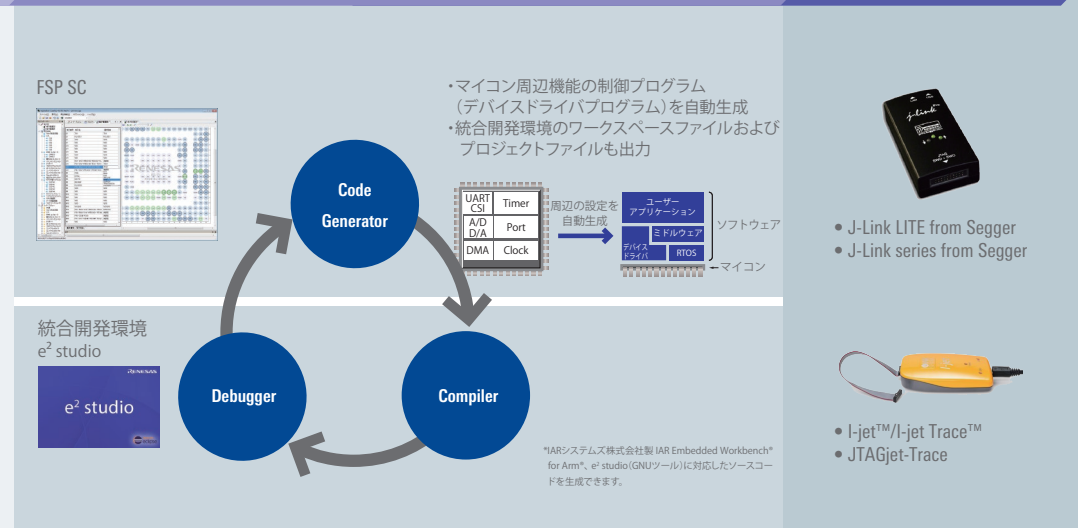 FSP SC
・マイコン周辺機能の制御プログラム
（デバイスドライバプログラム）を自動生成
・統合開発環境のワークスペースファイルおよび
プロジェクトファイルも出力
Code
Generator
UART
CSI
Timer
A/D
D/A
Port
DMA
Clock
周辺の設定を
自動生成
ユーザー
アプリケーション
ミドルウェア
デバイス
ドライバ
RTOS
ソフトウェア
マイコン
統合開発環境
e² studio
RENESAS
e² studio
Debugger
Compiler
*IARシステムズ株式会社製 IAR Embedded Workbench®
for Arm®、e² studio（GNUツール）に対応したソースコー
ドを生成できます。
J-Link
• J-Link LITE from Segger
• J-Link series from Segger
• I-jet™/I-jet Trace™
• JTAGjet-Trace